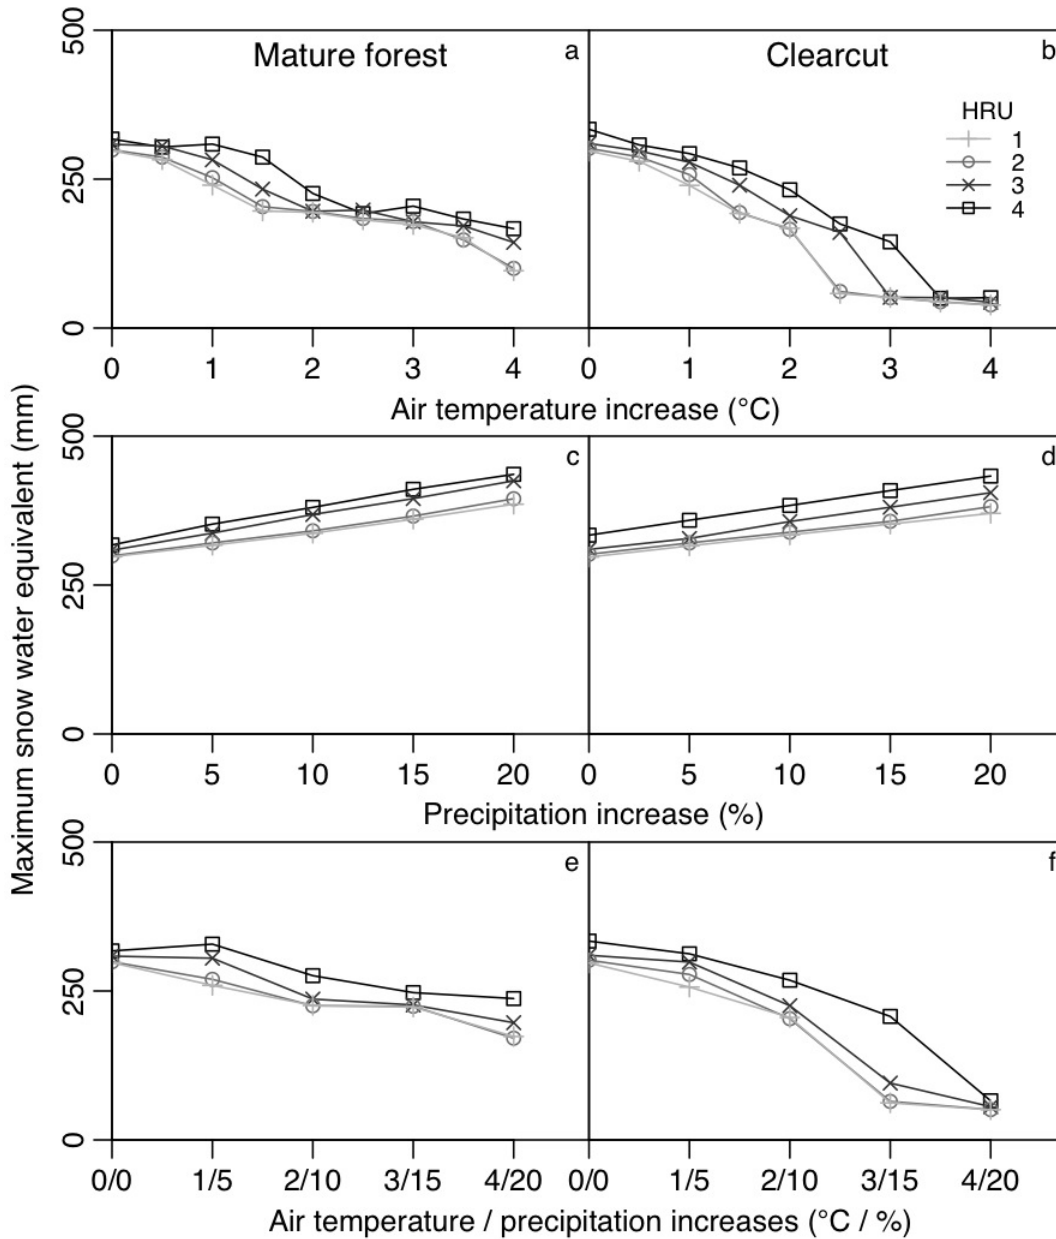 Maximum snow water equivalent (mm)
500
250
0
Mature forest
a
0 1 2 3 4
Clearcut
b
HRU
1
2
3
4
0 1 2 3 4
Air temperature increase (°C)
500
250
0
c
0 5 10 15 20
d
0 5 10 15 20
Precipitation increase (%)
500
250
0
e
0/0 1/5 2/10 3/15 4/20
f
0/0 1/5 2/10 3/15 4/20
Air temperature / precipitation increases (°C / %)